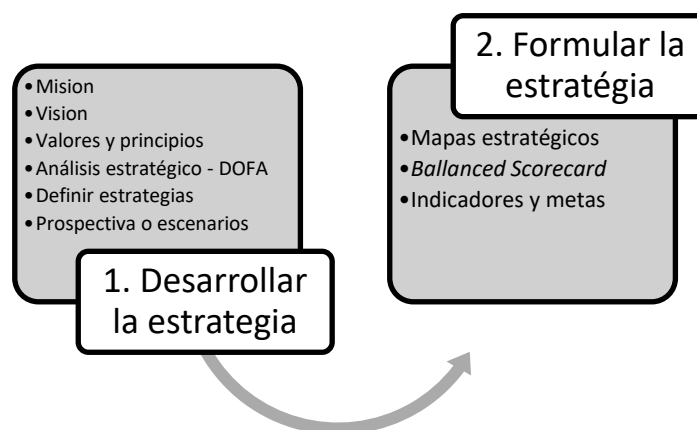 •Mision
•Vision
•Valores y principios
•Análisis estratégico - DOFA
•Definir estrategias
•Prospectiva o escenarios
1. Desarrollar
la estrategia
2. Formular la
estratégia
•Mapas estratégicos
•Ballanced Scorecard
•Indicadores y metas